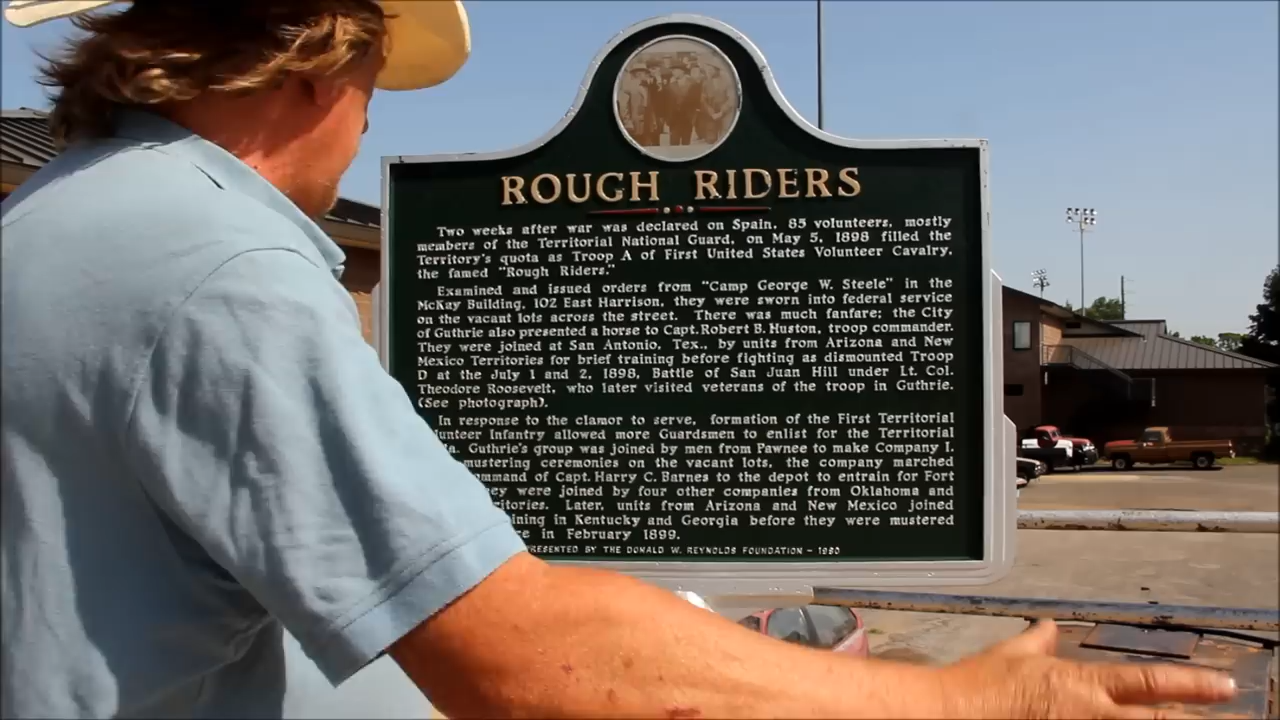 ROUGH RIDERS
Two weeks after war was declared on Spain, 85 volunteers, mostly
members of the Territorial National Guard, on May 5, 1898 filled the
Territory's quota as Troop A of First United States Volunteer Cavalry,
the famed "Rough Riders."
Examined and issued orders from "Camp George W. Steele" in the
McKay Building, 102 East Harrison, they were sworn into federal service
on the vacant lots across the street. There was much fanfare; the City
of Guthrie also presented a horse to Capt. Robert B. Huston, troop commander.
They were joined at San Antonio, Tex., by units from Arizona and New
Mexico Territories for brief training before fighting as dismounted Troop
D at the July 1 and 2, 1898, Battle of San Juan Hill under Lt. Col.
Theodore Roosevelt, who later visited veterans of the troop in Guthrie.
(See photograph).
In response to the clamor to serve, formation of the First Territorial
Infantry allowed more Guardsmen to enlist for the Territorial
Guthrie's group was joined by men from Pawnee to make Company I.
mustering ceremonies on the vacant lots, the company marched
of Capt. Harry C. Barnes to the depot to entrain for Fort
were joined by four other companies from Oklahoma and
Later, units from Arizona and New Mexico joined
in Kentucky and Georgia before they were mustered
in February 1899.
PRESENTED BY THE DONALD W. REYNOLDS FOUNDATION - 1980